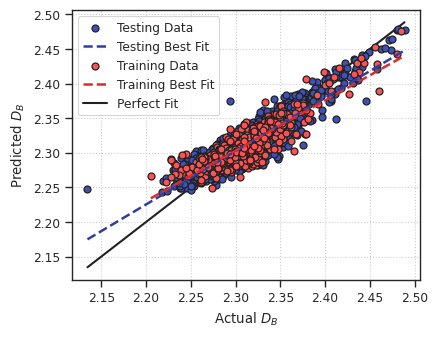 Testing Data
Testing Best Fit
Training Data
Training Best Fit
Perfect Fit
2.50
2.45
2.40
2.35
2.30
2.25
2.20
2.15
Predicted D_B
2.15 2.20 2.25 2.30 2.35 2.40 2.45 2.50
Actual D_B